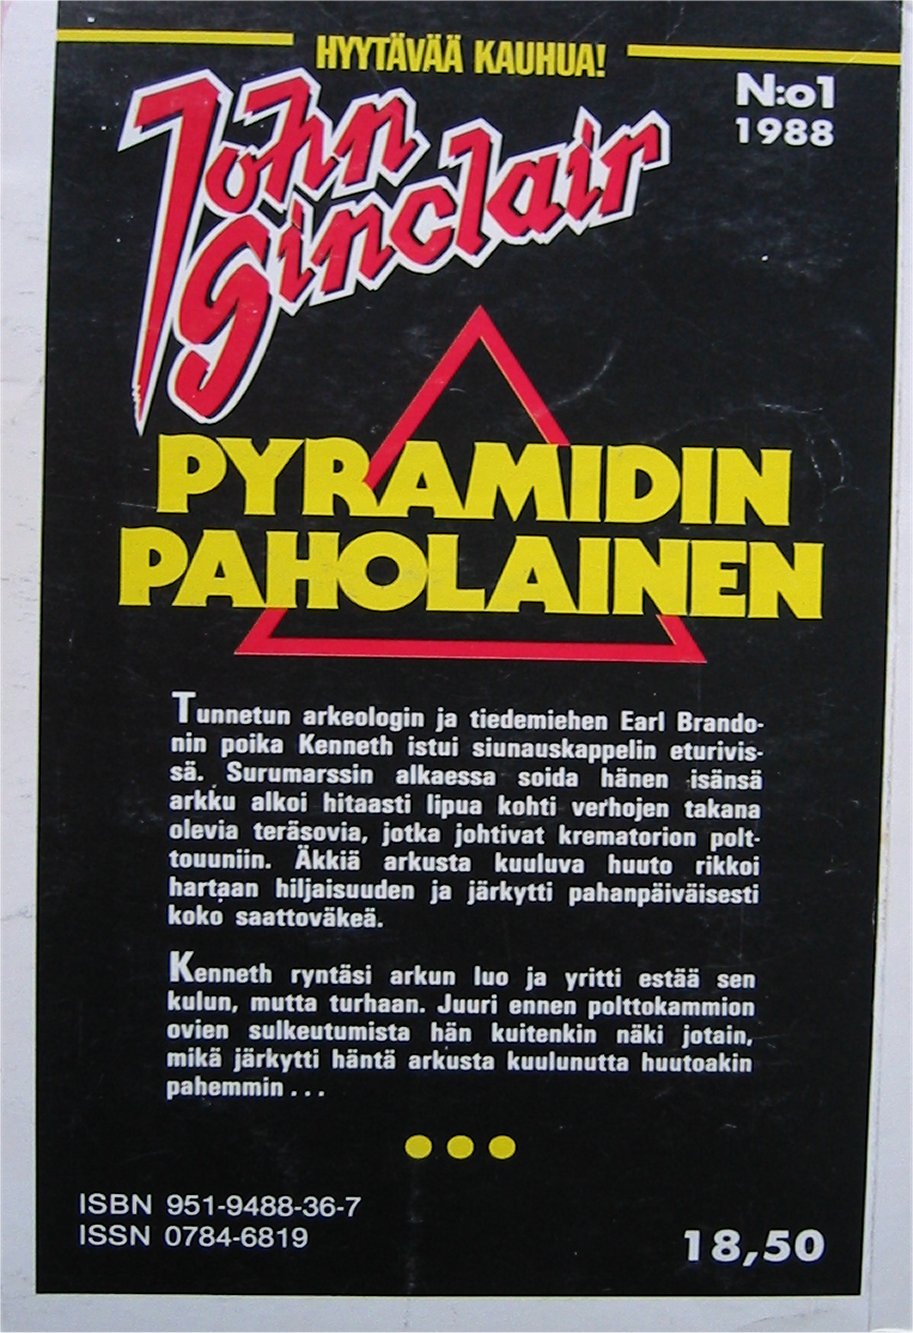 HYYTÄVÄÄ KAUHUA!
N:o1
1988
John
Sinclair
PYRAMIDIN
PAHOLAINEN
Tunnetun arkeologin ja tiedemiehen Earl Brando-
nin poika Kenneth istui siunauskappelin eturivis-
sä. Surumarssin alkaessa soida hänen isänsä
arkku alkoi hitaasti lipua kohti verhojen takana
olevia teräsovia, jotka johtivat krematorion polt-
touuniin. Äkkiä arkusta kuuluva huuto rikkoi
hartaan hiljaisuuden ja järkytti pahanpäiväisesti
koko saattoväkeä.
Kenneth ryntäsi arkun luo ja yritti estää sen
kulun, mutta turhaan. Juuri ennen polttokammion
ovien sulkeutumista hän kuitenkin näki jotain,
mikä järkytti häntä arkusta kuulunutta huutoakin
pahemmin...
ISBN 951-9488-36-7
ISSN 0784-6819
18,50